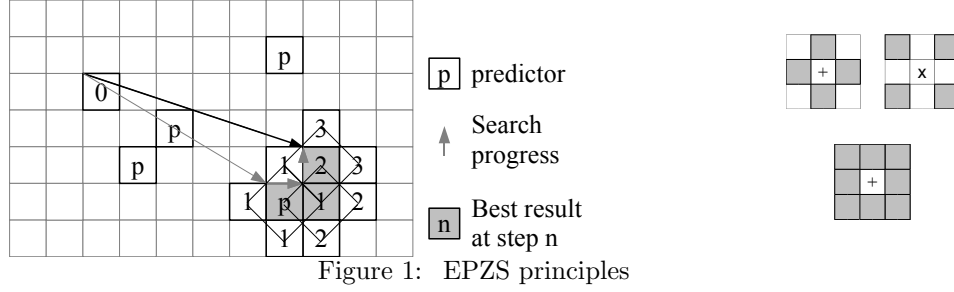 p
0
p
3
p
1 2 3
1 p 1 2
1 2
p predictor
Search
progress
n Best result
at step n
+ x
+
Figure 1: EPZS principles